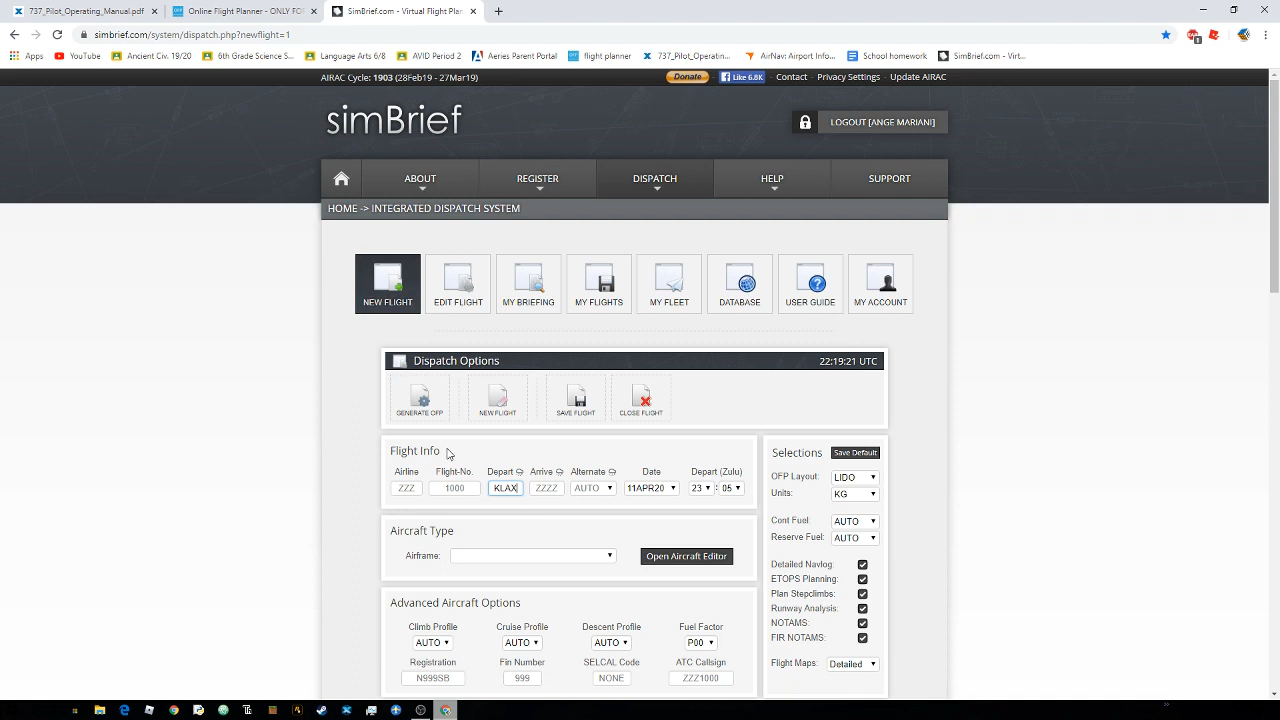 737_Pilot_Operating_Manual.pdf
Online Flight Planner - ONLY FO
SimBrief.com - Virtual Flight Plan
simbrief.com/system/dispatch.php?newflight=1
Apps
YouTube
Ancient Civ. 19/20
6th Grade Science S...
Language Arts 6/8
AVID Period 2
Aeries Parent Portal
flight planner
737_Pilot_Operatin...
AirNav: Airport Info...
School homework
SimBrief.com - Virt...
AIRAC Cycle: 1903 (28Feb19 - 27Mar19)
Donate
Like 6.8K
Contact
Privacy Settings
Update AIRAC
simBrief
LOGOUT [ANGE MARIANI]
ABOUT
REGISTER
DISPATCH
HELP
SUPPORT
HOME -> INTEGRATED DISPATCH SYSTEM
NEW FLIGHT
EDIT FLIGHT
MY BRIEFING
MY FLIGHTS
MY FLEET
DATABASE
USER GUIDE
MY ACCOUNT
Dispatch Options
22:19:21 UTC
GENERATE OFP
NEW FLIGHT
SAVE FLIGHT
CLOSE FLIGHT
Flight Info
Airline
Flight-No.
Depart
Arrive
Alternate
Date
Depart (Zulu)
ZZZ
1000
KLAX
ZZZZ
AUTO
11APR20
23 : 05
Aircraft Type
Airframe:
Open Aircraft Editor
Advanced Aircraft Options
Climb Profile
Cruise Profile
Descent Profile
Fuel Factor
AUTO
AUTO
AUTO
P00
Registration
Fin Number
SELCAL Code
ATC Callsign
N999SB
999
NONE
ZZZ1000
Selections
Save Default
OFP Layout: LIDO
Units: KG
Cont Fuel: AUTO
Reserve Fuel: AUTO
Detailed Navlog:
ETOPS Planning:
Plan Stepclimbs:
Runway Analysis:
NOTAMS:
FIR NOTAMS:
Flight Maps: Detailed